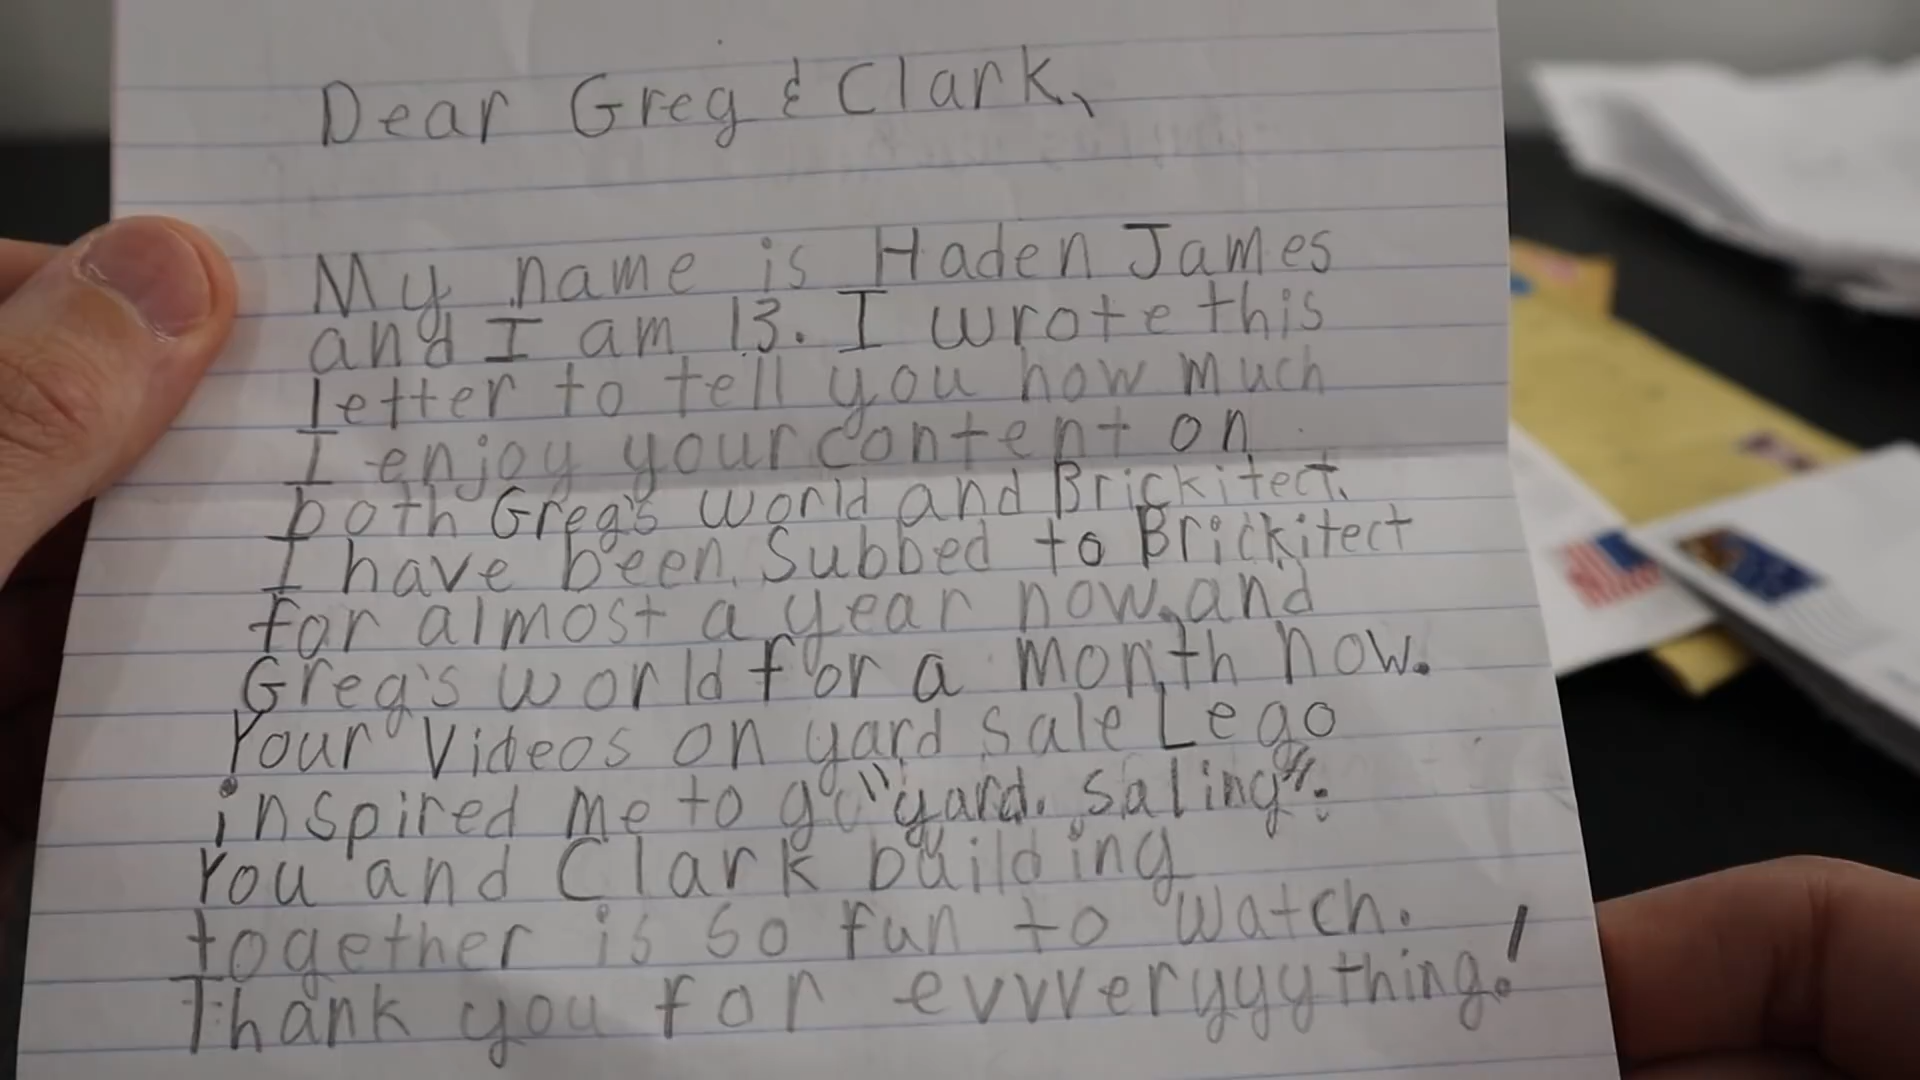 Dear Greg & Clark,
My name is Haden James
and I am 13. I wrote this
letter to tell you how much
I enjoy your content on
both Greg's world and Brickitect.
I have been Subbed to Brickitect
for almost a year now, and
Greg's world for a month now.
Your Videos on yard sale Lego
inspired me to go "yard saling".
You and Clark building
together is so fun to watch.
Thank you for evvveryyything!